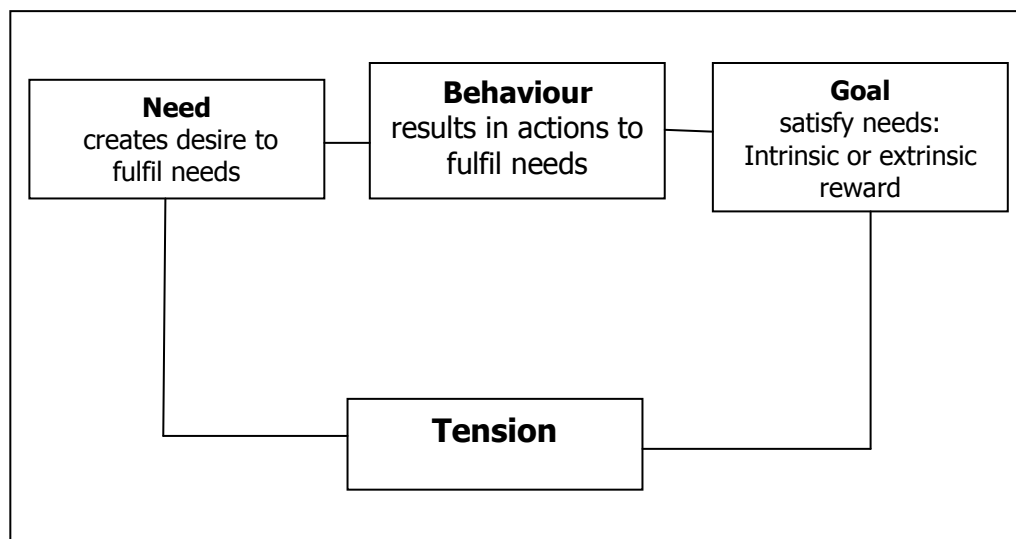 Need
creates desire to
fulfil needs
Behaviour
results in actions to
fulfil needs
Goal
satisfy needs:
Intrinsic or extrinsic
reward
Tension